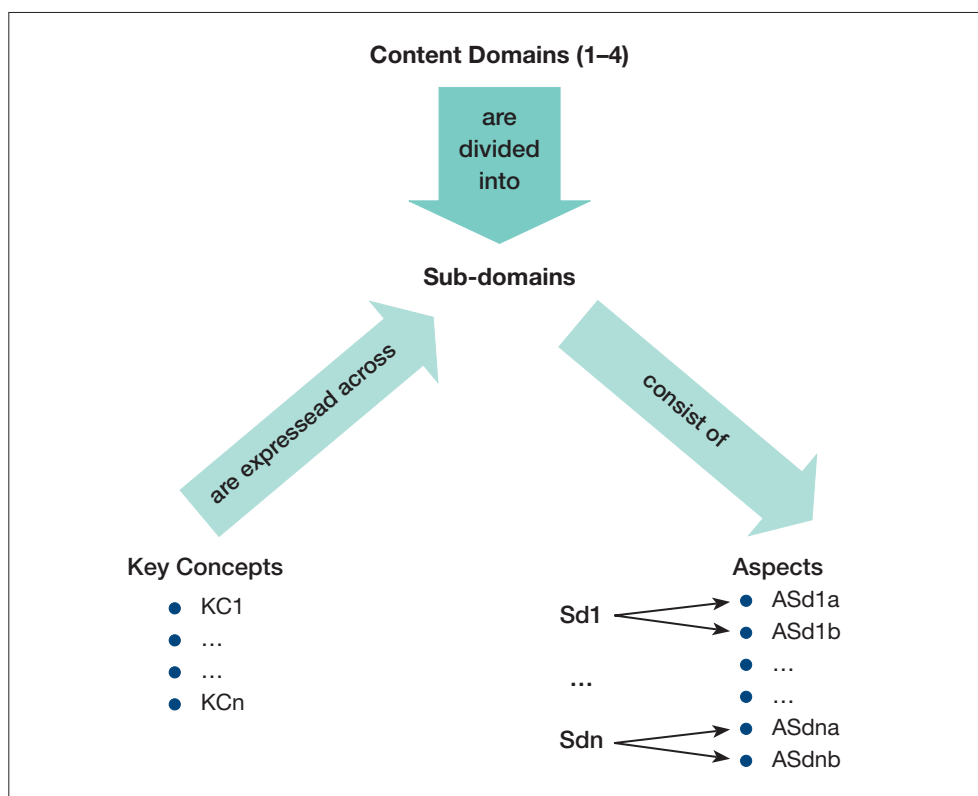 Content Domains (1–4)
are
divided
into
Sub-domains
are expressead across
consist of
Key Concepts
KC1
…
…
KCn
Aspects
Sd1
ASd1a
ASd1b
…
…
…
Sdn
ASdna
ASdnb